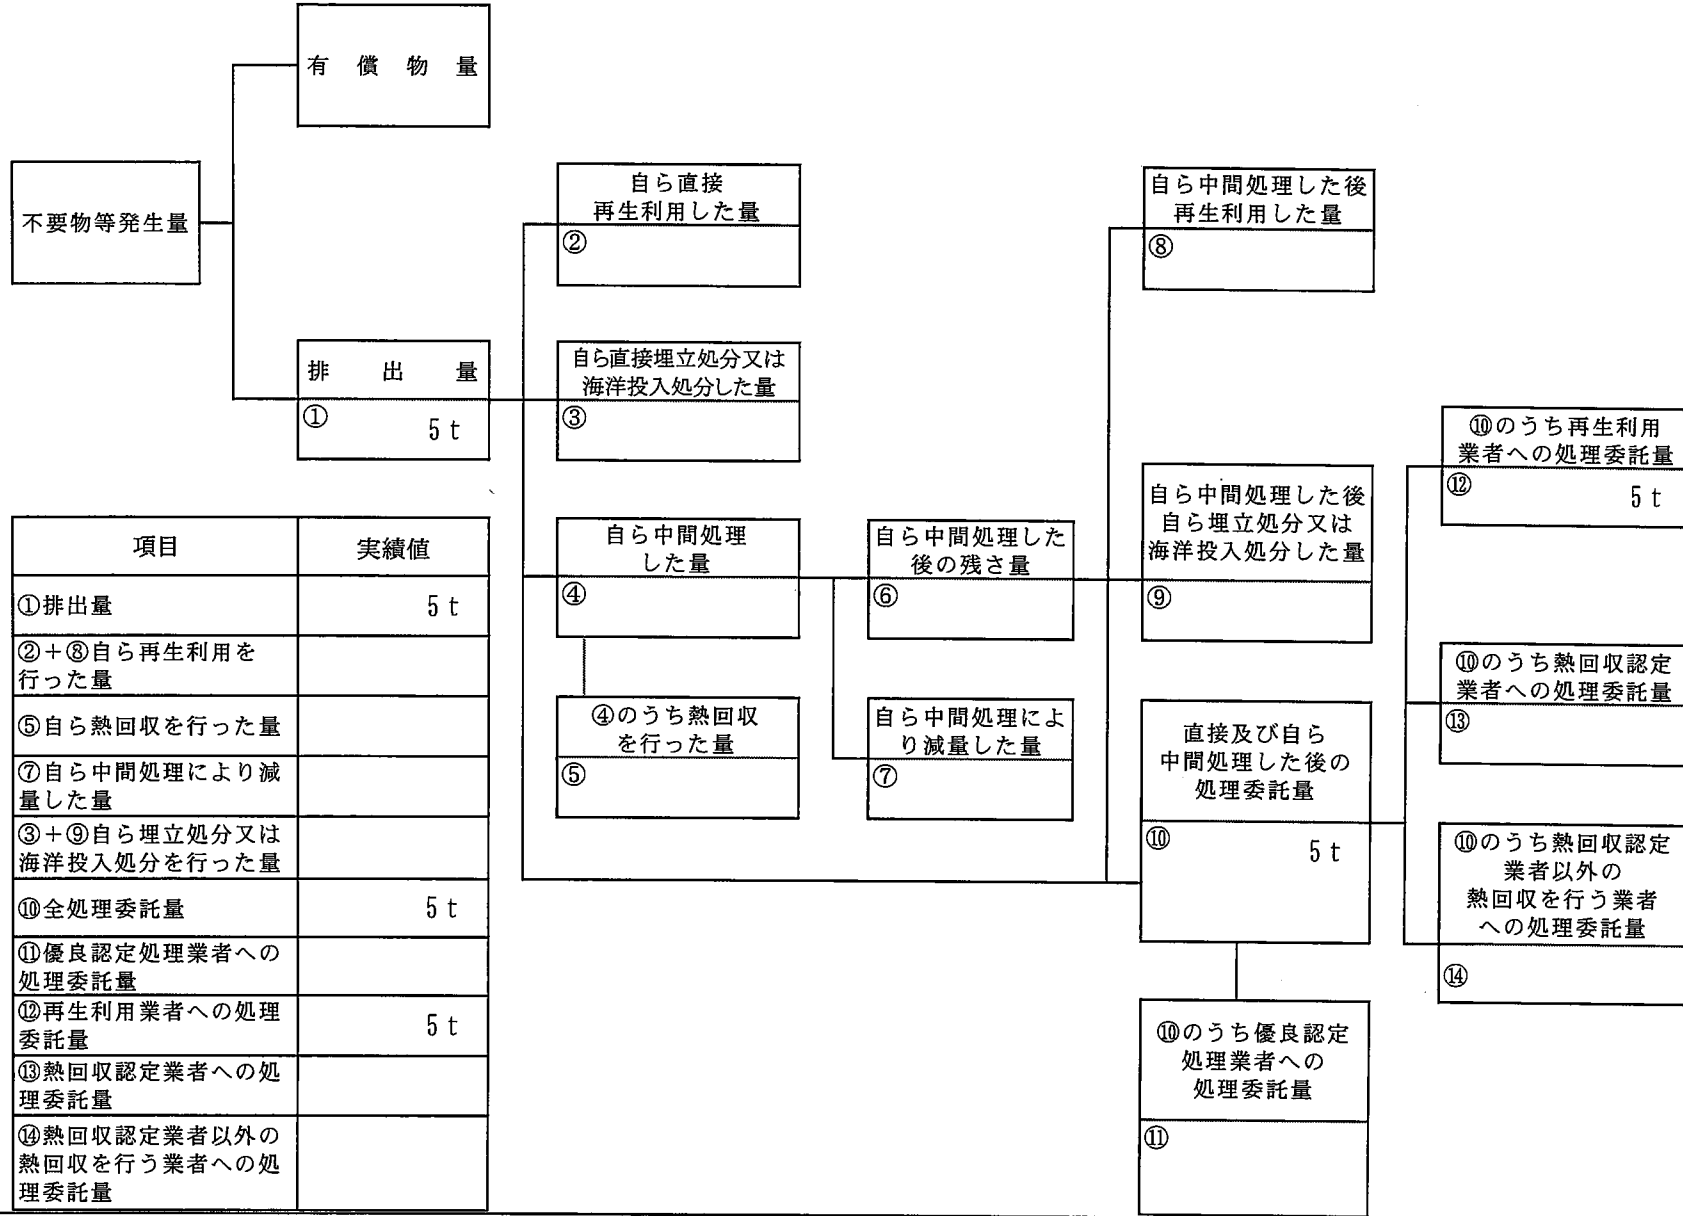 有償物量
不要物等発生量
排出量
① 5 t
自ら直接
再生利用した量
②
自ら直接埋立処分又は
海洋投入処分した量
③
自ら中間処理
した量
④
④のうち熱回収
を行った量
⑤
自ら中間処理した
後の残さ量
⑥
自ら中間処理によ
り減量した量
⑦
自ら中間処理した後
再生利用した量
⑧
自ら中間処理した後
自ら埋立処分又は
海洋投入処分した量
⑨
直接及び自ら
中間処理した後の
処理委託量
⑩ 5 t
⑩のうち優良認定
処理業者への
処理委託量
⑪
⑩のうち再生利用
業者への処理委託量
⑫ 5 t
⑩のうち熱回収認定
業者への処理委託量
⑬
⑩のうち熱回収認定
業者以外の
熱回収を行う業者
への処理委託量
⑭
項目 実績値
①排出量 5 t
②+⑧自ら再生利用を
行った量
⑤自ら熱回収を行った量
⑦自ら中間処理により減
量した量
③+⑨自ら埋立処分又は
海洋投入処分を行った量
⑩全処理委託量 5 t
⑪優良認定処理業者への
処理委託量
⑫再生利用業者への処理
委託量 5 t
⑬熱回収認定業者への処
理委託量
⑭熱回収認定業者以外の
熱回収を行う業者への処
理委託量